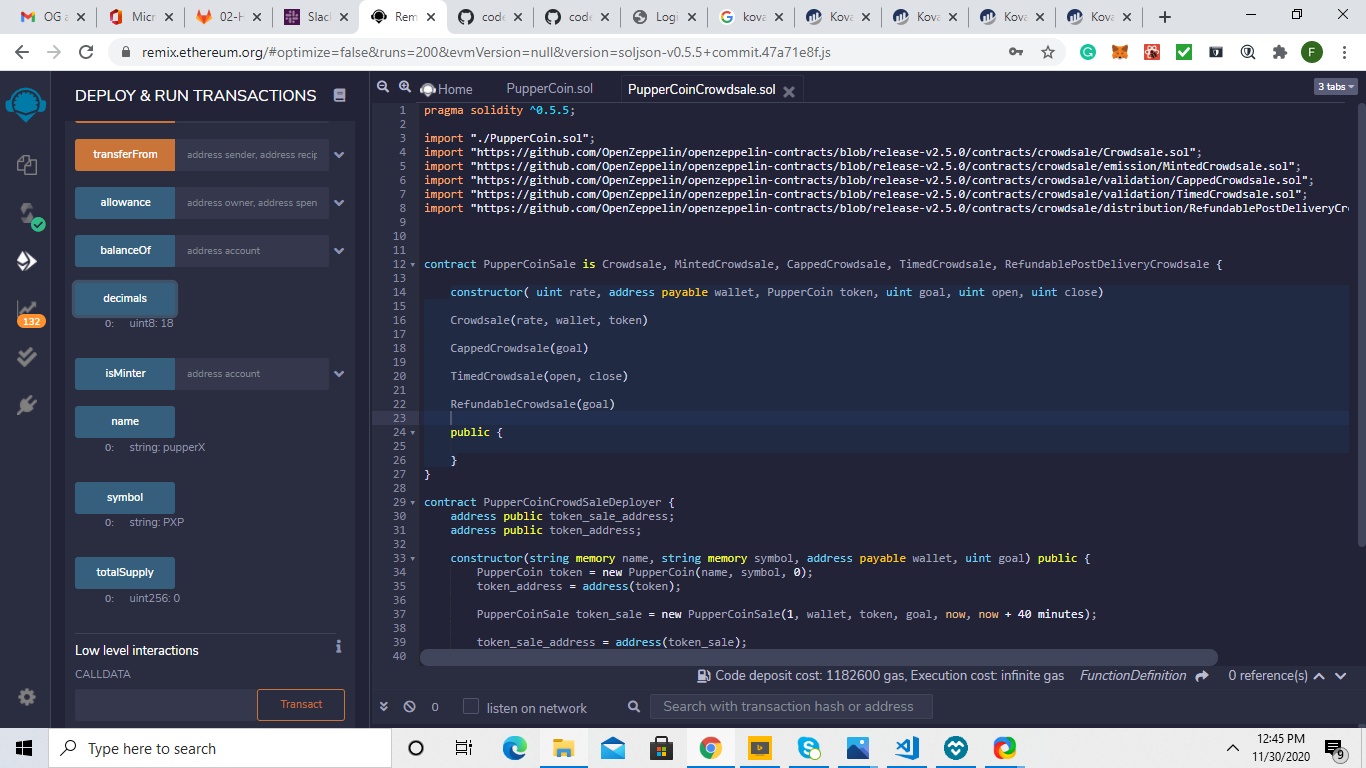 OG a
Micr
02-H
Slac
Rem
code
code
Logi
kova
Kova
Kova
Kova
Kova
remix.ethereum.org/#optimize=false&runs=200&evmVersion=null&version=soljson-v0.5.5+commit.47a71e8f.js
F
DEPLOY & RUN TRANSACTIONS
transferFrom
address sender, address recip
allowance
address owner, address spen
balanceOf
address account
decimals
0: uint8: 18
132
isMinter
address account
name
0: string: pupperX
symbol
0: string: PXP
totalSupply
0: uint256: 0
Low level interactions
i
CALLDATA
Transact
Home
PupperCoin.sol
PupperCoinCrowdsale.sol
3 tabs
1 pragma solidity ^0.5.5;
2
3 import "./PupperCoin.sol";
4 import "https://github.com/OpenZeppelin/openzeppelin-contracts/blob/release-v2.5.0/contracts/crowdsale/Crowdsale.sol";
5 import "https://github.com/OpenZeppelin/openzeppelin-contracts/blob/release-v2.5.0/contracts/crowdsale/emission/MintedCrowdsale.sol";
6 import "https://github.com/OpenZeppelin/openzeppelin-contracts/blob/release-v2.5.0/contracts/crowdsale/validation/CappedCrowdsale.sol";
7 import "https://github.com/OpenZeppelin/openzeppelin-contracts/blob/release-v2.5.0/contracts/crowdsale/validation/TimedCrowdsale.sol";
8 import "https://github.com/OpenZeppelin/openzeppelin-contracts/blob/release-v2.5.0/contracts/crowdsale/distribution/RefundablePostDeliveryCro
9
10
11
12 contract PupperCoinSale is Crowdsale, MintedCrowdsale, CappedCrowdsale, TimedCrowdsale, RefundablePostDeliveryCrowdsale {
13
14 constructor( uint rate, address payable wallet, PupperCoin token, uint goal, uint open, uint close)
15
16 Crowdsale(rate, wallet, token)
17
18 CappedCrowdsale(goal)
19
20 TimedCrowdsale(open, close)
21
22 RefundableCrowdsale(goal)
23
24 public {
25
26 }
27 }
28
29 contract PupperCoinCrowdSaleDeployer {
30 address public token_sale_address;
31 address public token_address;
32
33 constructor(string memory name, string memory symbol, address payable wallet, uint goal) public {
34 PupperCoin token = new PupperCoin(name, symbol, 0);
35 token_address = address(token);
36
37 PupperCoinSale token_sale = new PupperCoinSale(1, wallet, token, goal, now, now + 40 minutes);
38
39 token_sale_address = address(token_sale);
40
Code deposit cost: 1182600 gas, Execution cost: infinite gas FunctionDefinition 0 reference(s)
0 listen on network
Search with transaction hash or address
Type here to search
12:45 PM
11/30/2020
9